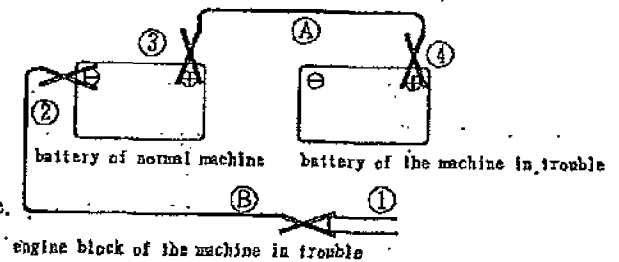 Ⓐ
③
④
⊖
⊕
⊖
⊕
②
battery of normal machine
battery of the machine in trouble
Ⓑ
①
e.
engine block of the machine in trouble